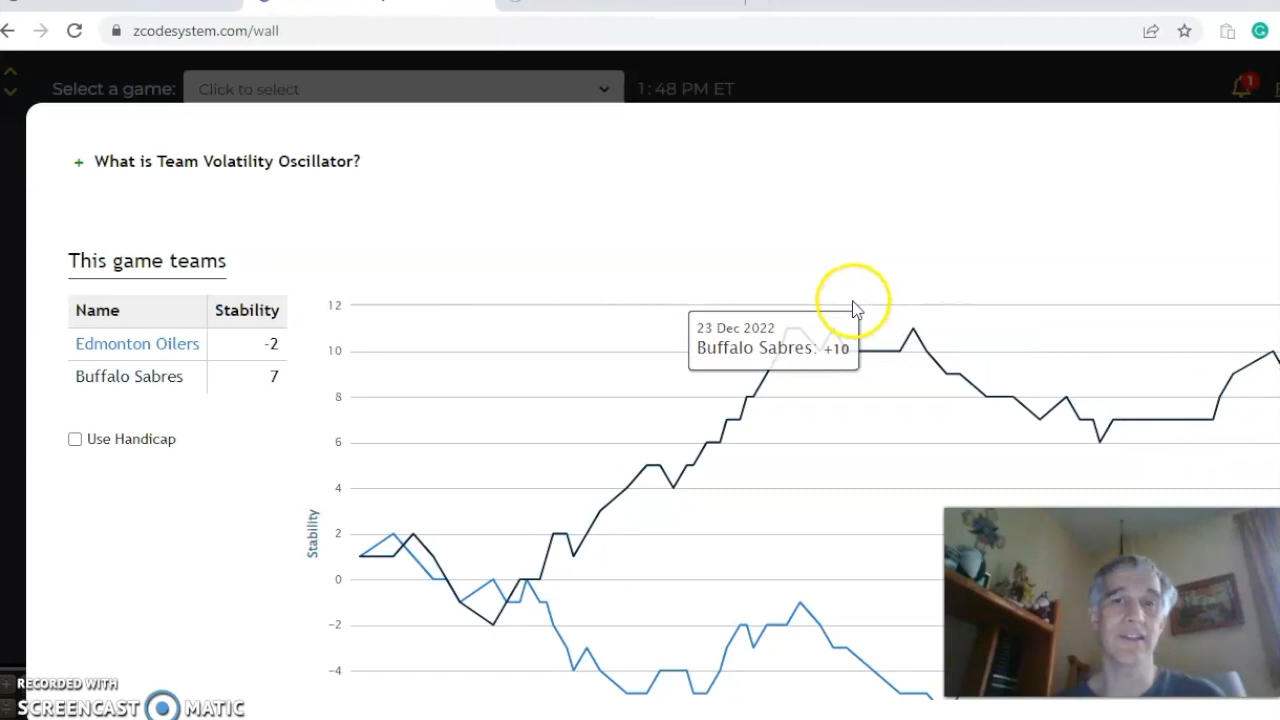 zcodesystem.com/wall
Select a game:
Click to select
1:48 PM ET
1
+ What is Team Volatility Oscillator?
This game teams
Name Stability
Edmonton Oilers -2
Buffalo Sabres 7
Use Handicap
Stability
12
10
8
6
4
2
0
−2
−4
23 Dec 2022
Buffalo Sabres: +10
RECORDED WITH
SCREENCAST MATIC